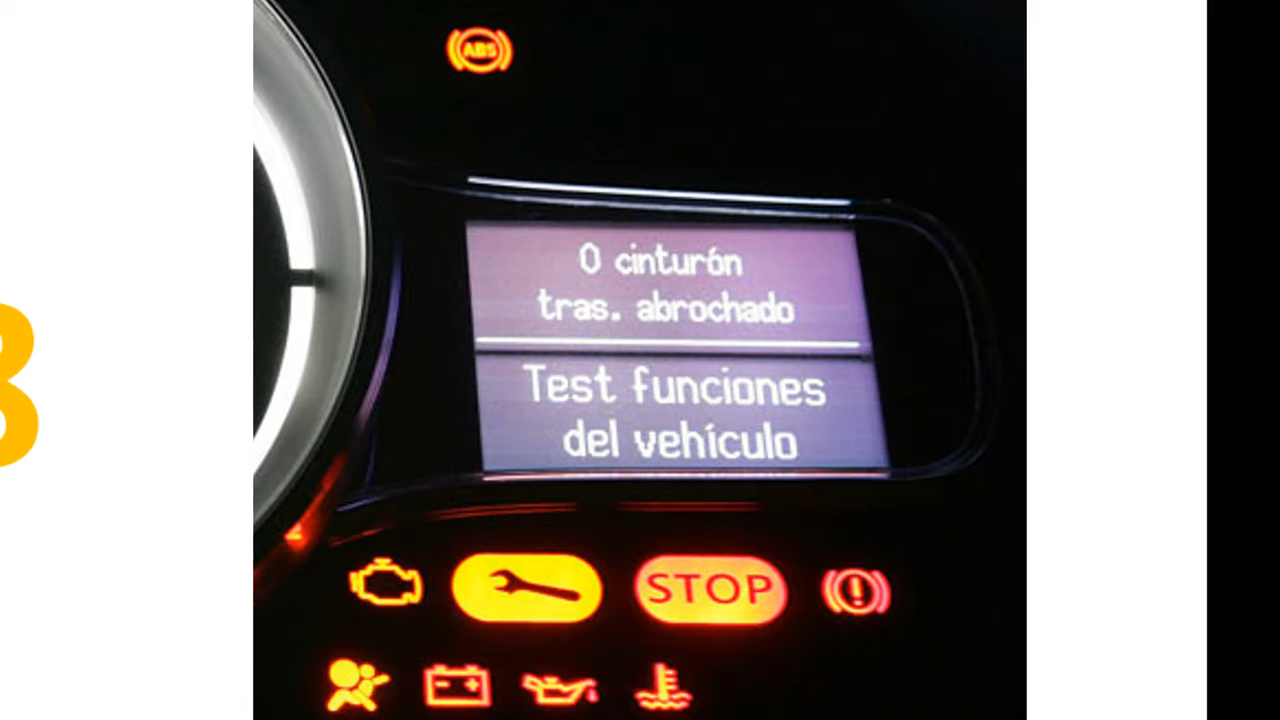 ABS
0 cinturón
tras. abrochado
Test funciones
del vehículo
STOP